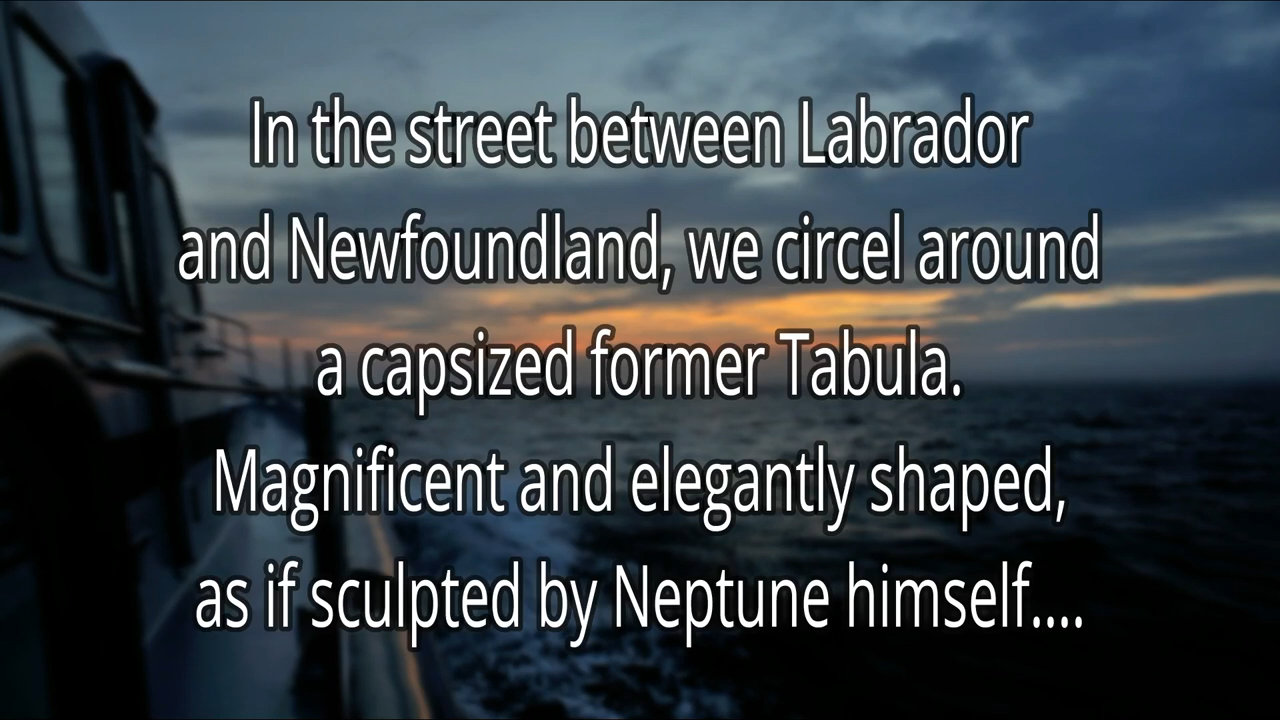 In the street between Labrador
and Newfoundland, we circel around
a capsized former Tabula.
Magnificent and elegantly shaped,
as if sculpted by Neptune himself....